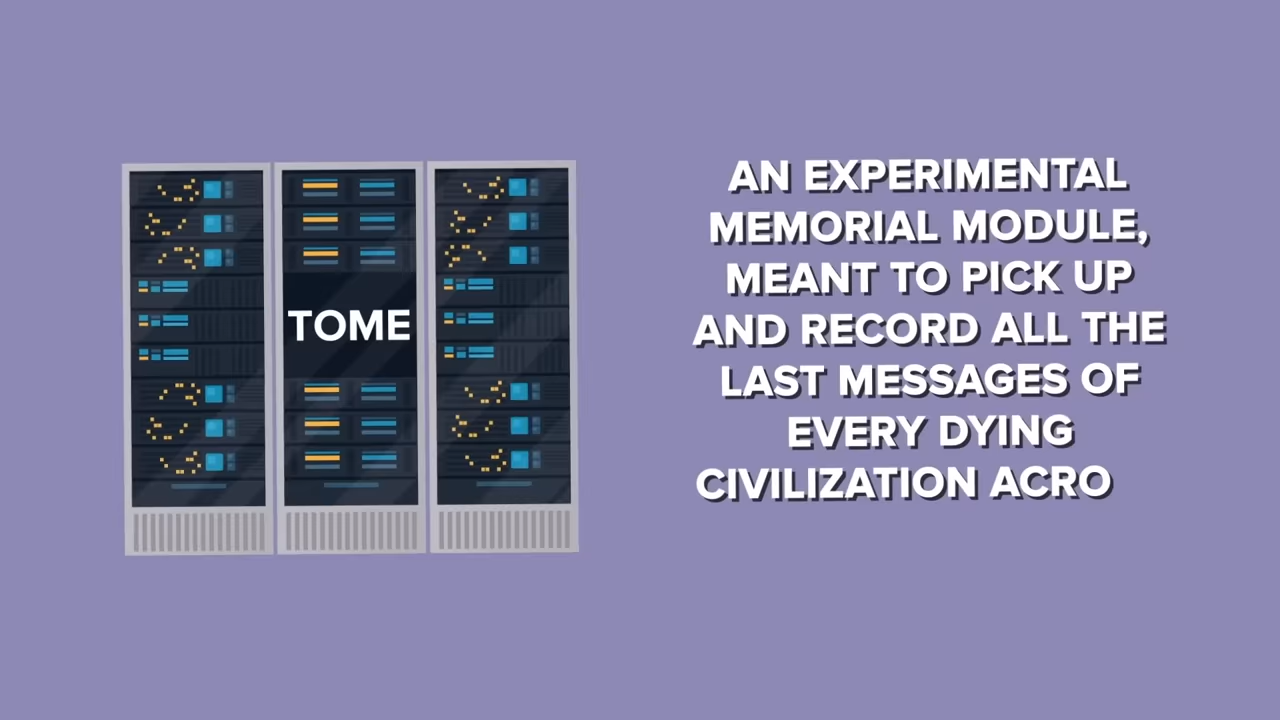 TOME
AN EXPERIMENTAL
MEMORIAL MODULE,
MEANT TO PICK UP
AND RECORD ALL THE
LAST MESSAGES OF
EVERY DYING
CIVILIZATION ACRO